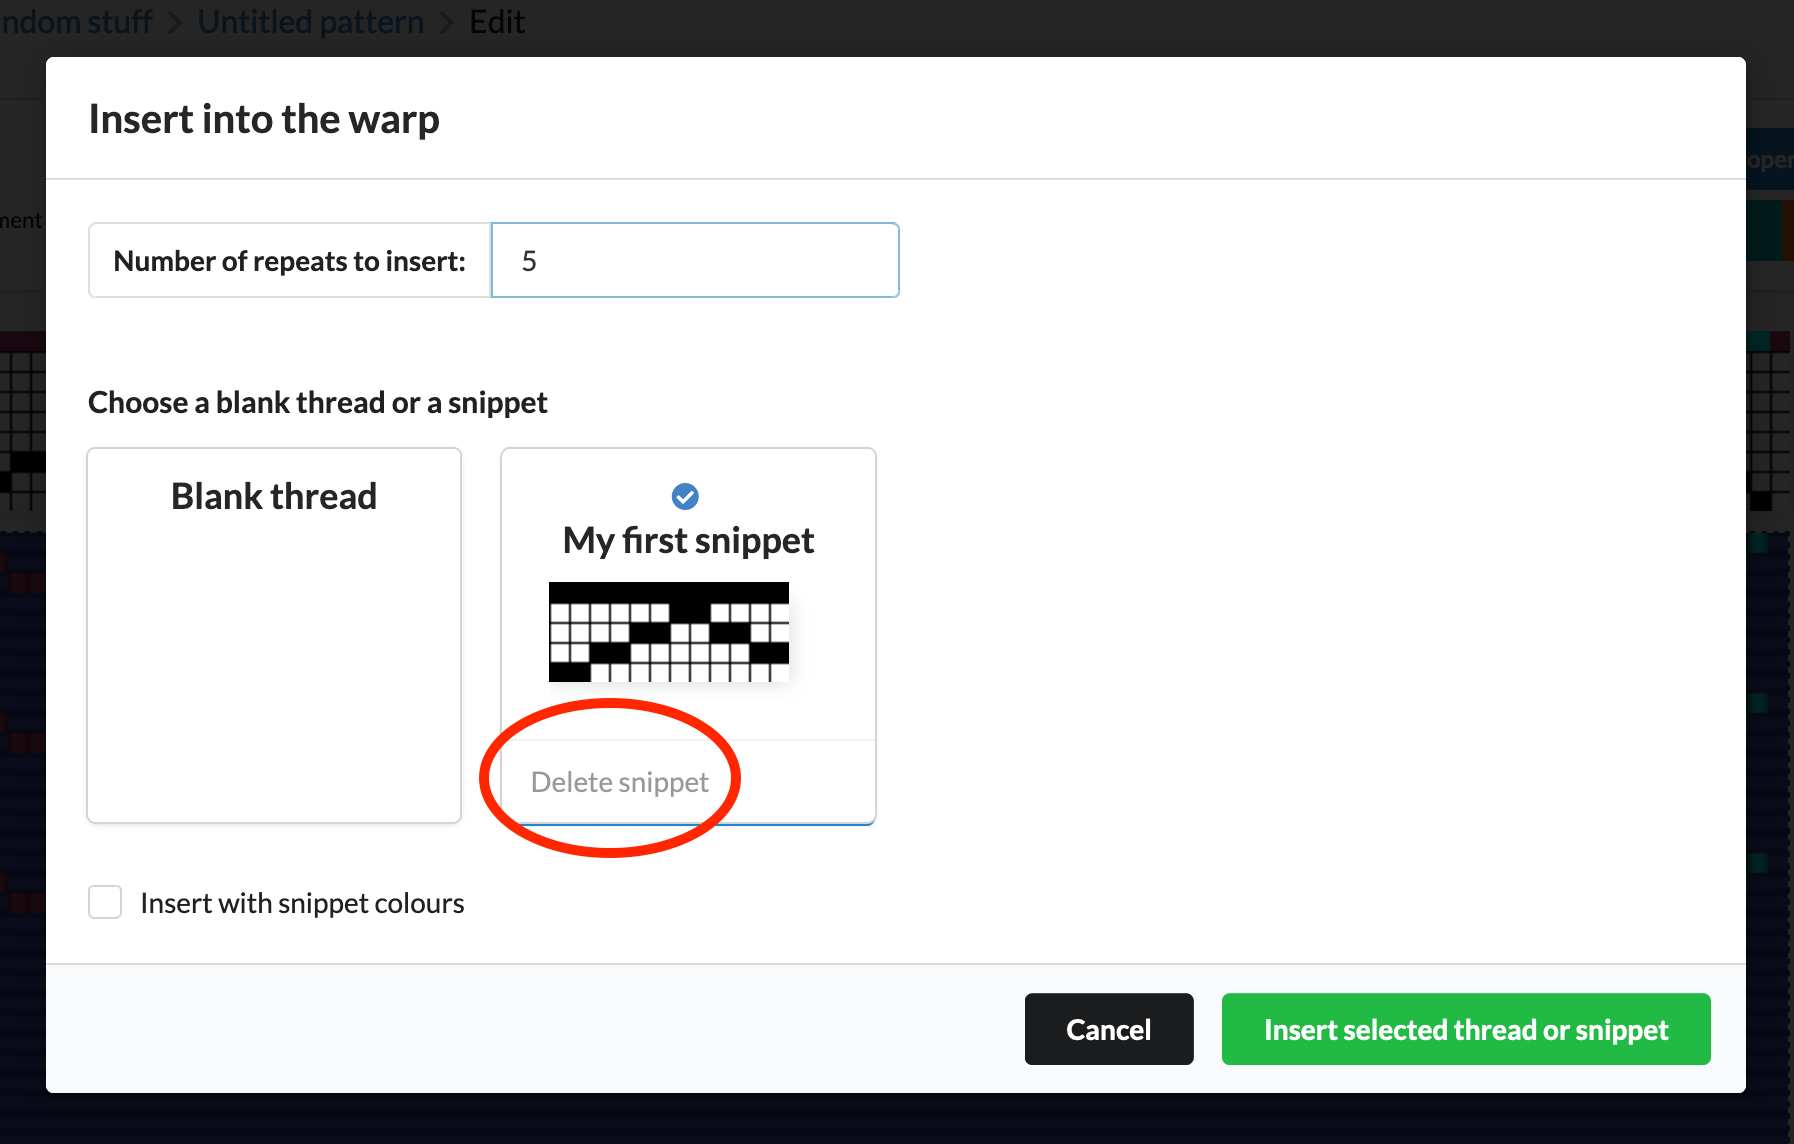 ndom stuff > Untitled pattern > Edit
Insert into the warp
oper
ment
Number of repeats to insert: 5
Choose a blank thread or a snippet
Blank thread
My first snippet
Delete snippet
Insert with snippet colours
Cancel
Insert selected thread or snippet